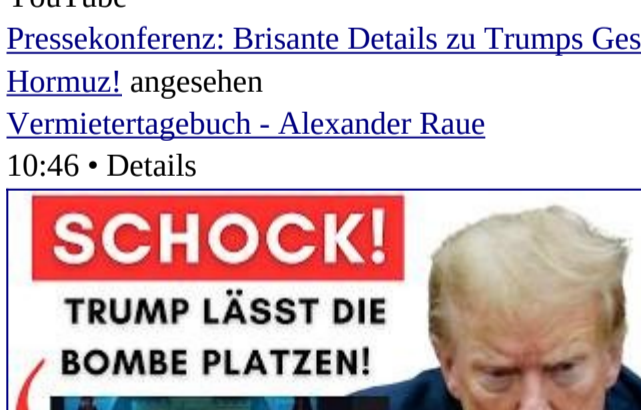 YouTube
Pressekonferenz: Brisante Details zu Trumps Ges
Hormuz! angesehen
Vermietertagebuch - Alexander Raue
10:46 • Details
SCHOCK!
TRUMP LÄSST DIE
BOMBE PLATZEN!